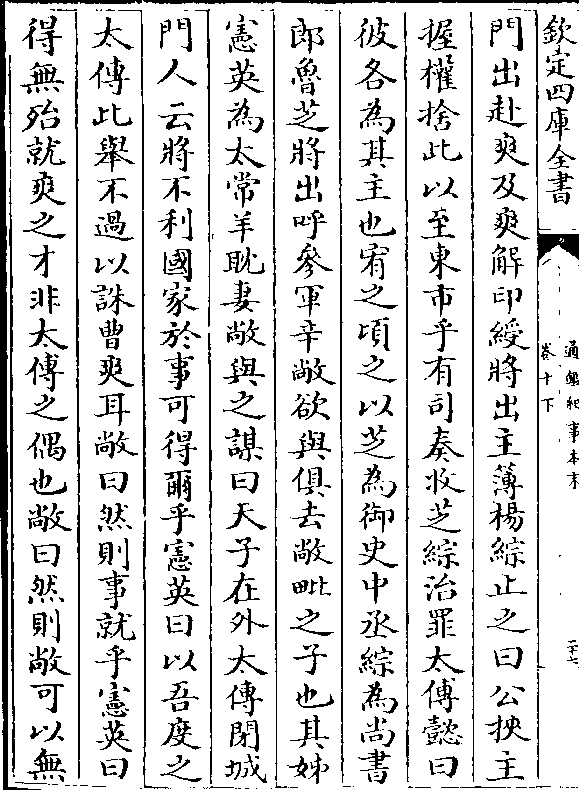 欽定四庫全書
通鑑紀事本末
卷十下
二十七
門出赴爽及爽解印綬將出主簿楊綜止之曰公挾主
握權捨此以至東市乎有司奏收芝綜治罪太傅懿曰
彼各為其主也宥之頃之以芝為御史中丞綜為尚書
郎魯芝將出呼參軍辛敞欲與俱去敞毗之子也其姊
憲英為太常羊耽妻敞與之謀曰天子在外太傅閉城
門人云將不利國家於事可得爾乎憲英曰以吾度之
太傅此舉不過以誅曹爽耳敞曰然則事就乎憲英曰
得無殆就爽之才非太傅之偶也敞曰然則敞可以無